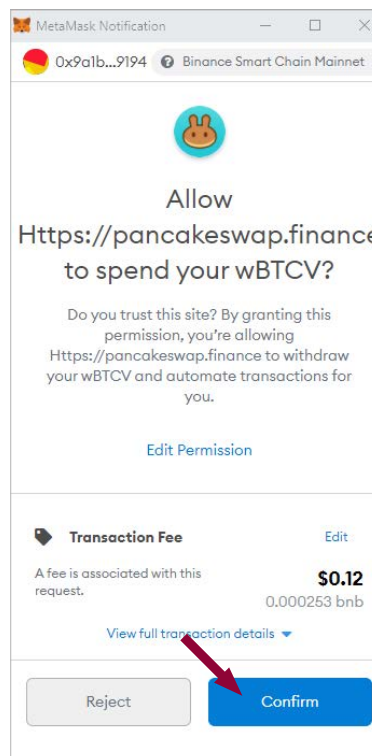 MetaMask Notification
0x9a1b...9194 Binance Smart Chain Mainnet
Allow
Https://pancakeswap.finance
to spend your wBTCV?
Do you trust this site? By granting this
permission, you're allowing
Https://pancakeswap.finance to withdraw
your wBTCV and automate transactions for
you.
Edit Permission
Transaction Fee Edit
A fee is associated with this
request.
$0.12
0.000253 bnb
View full transaction details
Reject Confirm